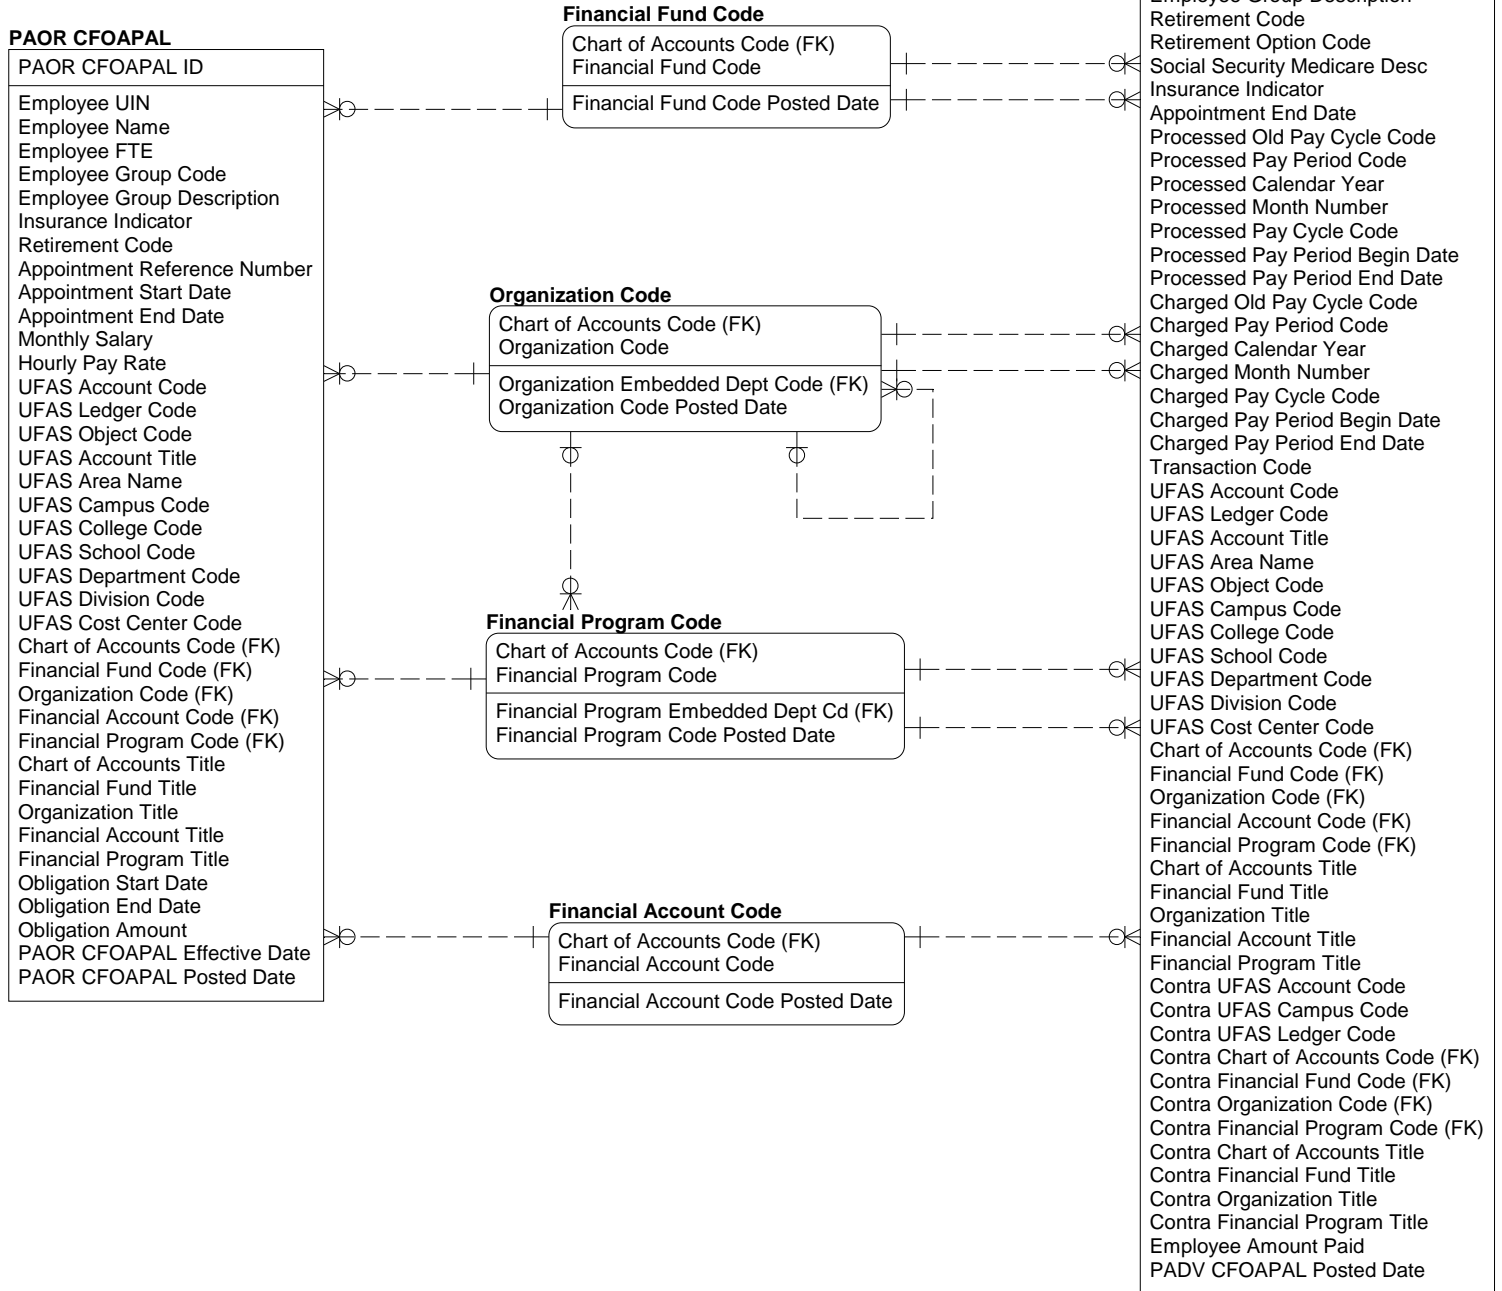 PAOR CFOAPAL
PAOR CFOAPAL ID
Employee UIN
Employee Name
Employee FTE
Employee Group Code
Employee Group Description
Insurance Indicator
Retirement Code
Appointment Reference Number
Appointment Start Date
Appointment End Date
Monthly Salary
Hourly Pay Rate
UFAS Account Code
UFAS Ledger Code
UFAS Object Code
UFAS Account Title
UFAS Area Name
UFAS Campus Code
UFAS College Code
UFAS School Code
UFAS Department Code
UFAS Division Code
UFAS Cost Center Code
Chart of Accounts Code (FK)
Financial Fund Code (FK)
Organization Code (FK)
Financial Account Code (FK)
Financial Program Code (FK)
Chart of Accounts Title
Financial Fund Title
Organization Title
Financial Account Title
Financial Program Title
Obligation Start Date
Obligation End Date
Obligation Amount
PAOR CFOAPAL Effective Date
PAOR CFOAPAL Posted Date
Financial Fund Code
Chart of Accounts Code (FK)
Financial Fund Code
Financial Fund Code Posted Date
Organization Code
Chart of Accounts Code (FK)
Organization Code
Organization Embedded Dept Code (FK)
Organization Code Posted Date
Financial Program Code
Chart of Accounts Code (FK)
Financial Program Code
Financial Program Embedded Dept Cd (FK)
Financial Program Code Posted Date
Financial Account Code
Chart of Accounts Code (FK)
Financial Account Code
Financial Account Code Posted Date
Employee Group Description
Retirement Code
Retirement Option Code
Social Security Medicare Desc
Insurance Indicator
Appointment End Date
Processed Old Pay Cycle Code
Processed Pay Period Code
Processed Calendar Year
Processed Month Number
Processed Pay Cycle Code
Processed Pay Period Begin Date
Processed Pay Period End Date
Charged Old Pay Cycle Code
Charged Pay Period Code
Charged Calendar Year
Charged Month Number
Charged Pay Cycle Code
Charged Pay Period Begin Date
Charged Pay Period End Date
Transaction Code
UFAS Account Code
UFAS Ledger Code
UFAS Account Title
UFAS Area Name
UFAS Object Code
UFAS Campus Code
UFAS College Code
UFAS School Code
UFAS Department Code
UFAS Division Code
UFAS Cost Center Code
Chart of Accounts Code (FK)
Financial Fund Code (FK)
Organization Code (FK)
Financial Account Code (FK)
Financial Program Code (FK)
Chart of Accounts Title
Financial Fund Title
Organization Title
Financial Account Title
Financial Program Title
Contra UFAS Account Code
Contra UFAS Campus Code
Contra UFAS Ledger Code
Contra Chart of Accounts Code (FK)
Contra Financial Fund Code (FK)
Contra Organization Code (FK)
Contra Financial Program Code (FK)
Contra Chart of Accounts Title
Contra Financial Fund Title
Contra Organization Title
Contra Financial Program Title
Employee Amount Paid
PADV CFOAPAL Posted Date